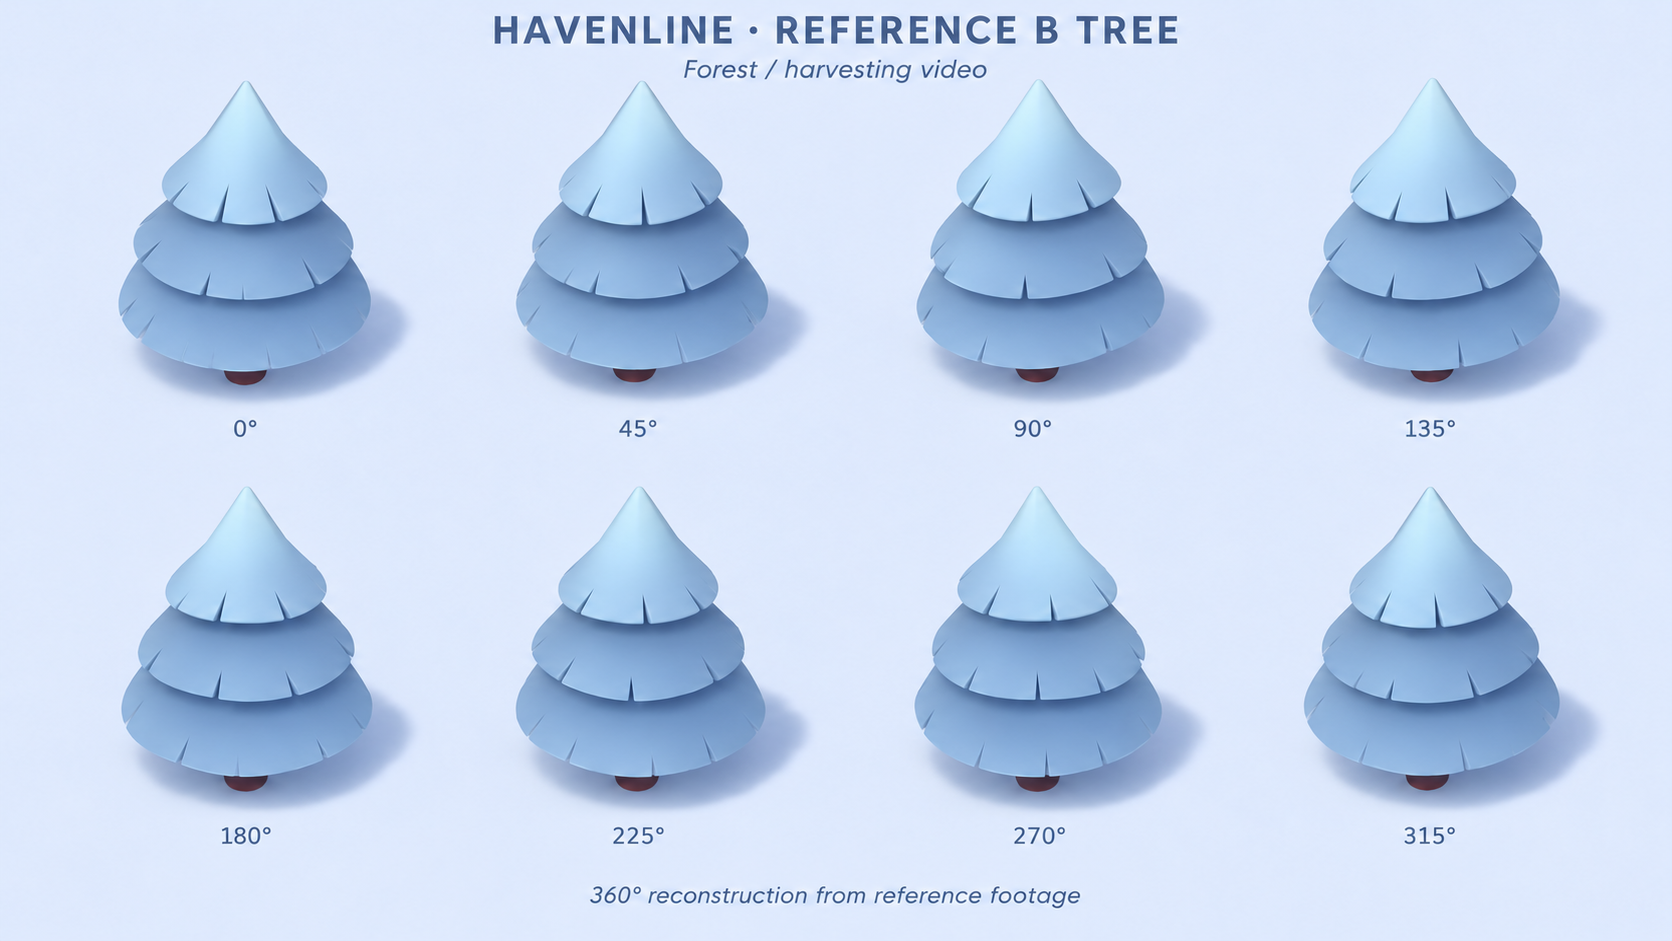 HAVENLINE · REFERENCE B TREE
Forest / harvesting video
0°
45°
90°
135°
180°
225°
270°
315°
360° reconstruction from reference footage